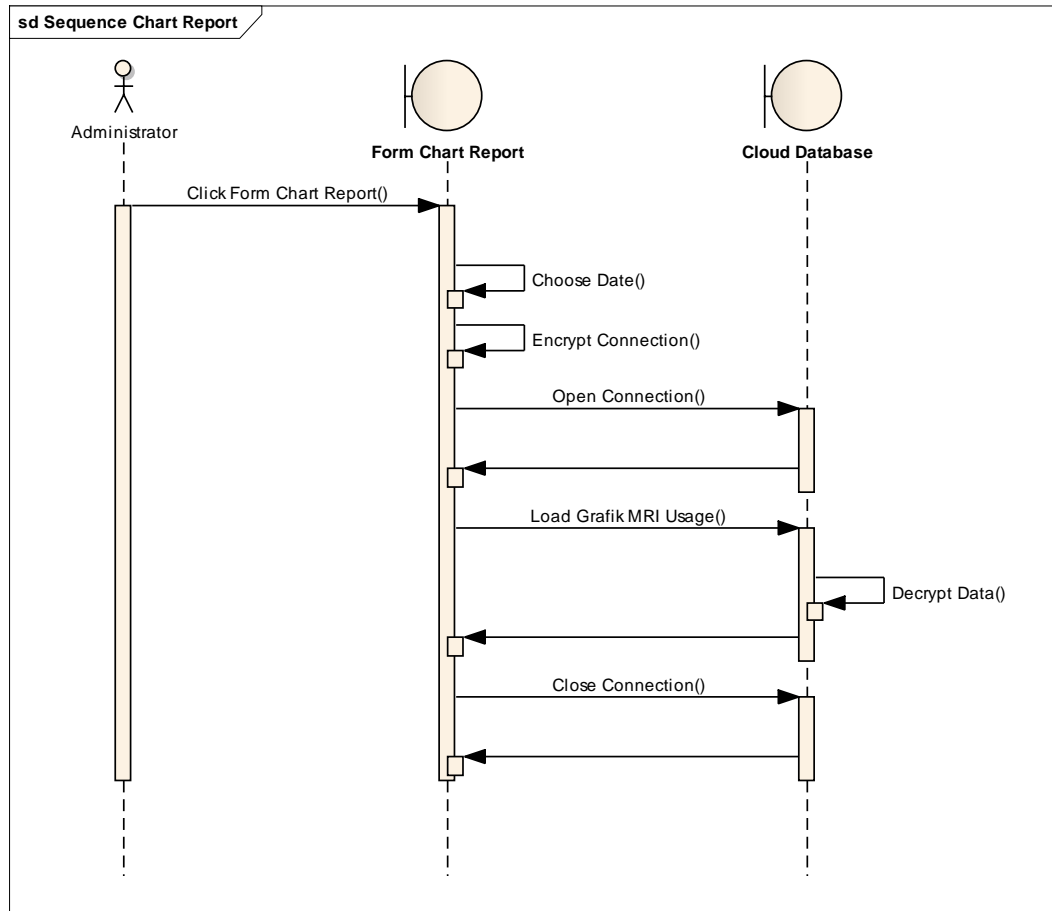 sd Sequence Chart Report
Administrator
Form Chart Report
Cloud Database
Click Form Chart Report()
Choose Date()
Encrypt Connection()
Open Connection()
Load Grafik MRI Usage()
Decrypt Data()
Close Connection()